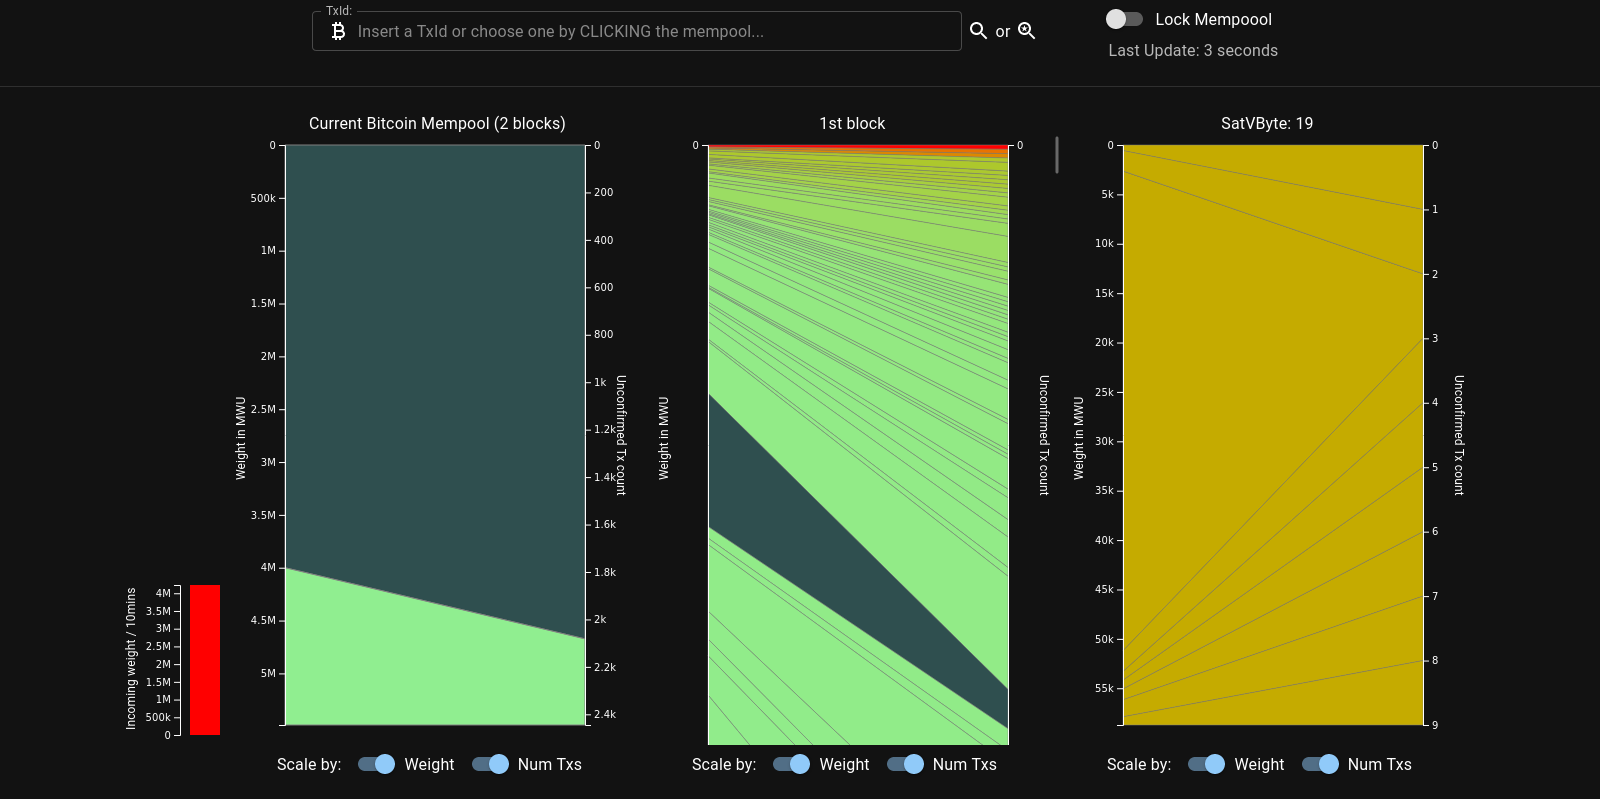 TxId:
Insert a TxId or choose one by CLICKING the mempool...
or
Lock Mempoool
Last Update: 3 seconds
Current Bitcoin Mempool (2 blocks)
0
500k
1M
1.5M
2M
2.5M
3M
3.5M
4M
4.5M
5M
Weight in MWU
0
200
400
600
800
1k
1.2k
1.4k
1.6k
1.8k
2k
2.2k
2.4k
Unconfirmed Tx count
Incoming weight / 10mins
4M
3.5M
3M
2.5M
2M
1.5M
1M
500k
0
Scale by:
Weight
Num Txs
1st block
0
0
Weight in MWU
Unconfirmed Tx count
Scale by:
Weight
Num Txs
SatVByte: 19
0
5k
10k
15k
20k
25k
30k
35k
40k
45k
50k
55k
Weight in MWU
0
1
2
3
4
5
6
7
8
9
Unconfirmed Tx count
Scale by:
Weight
Num Txs